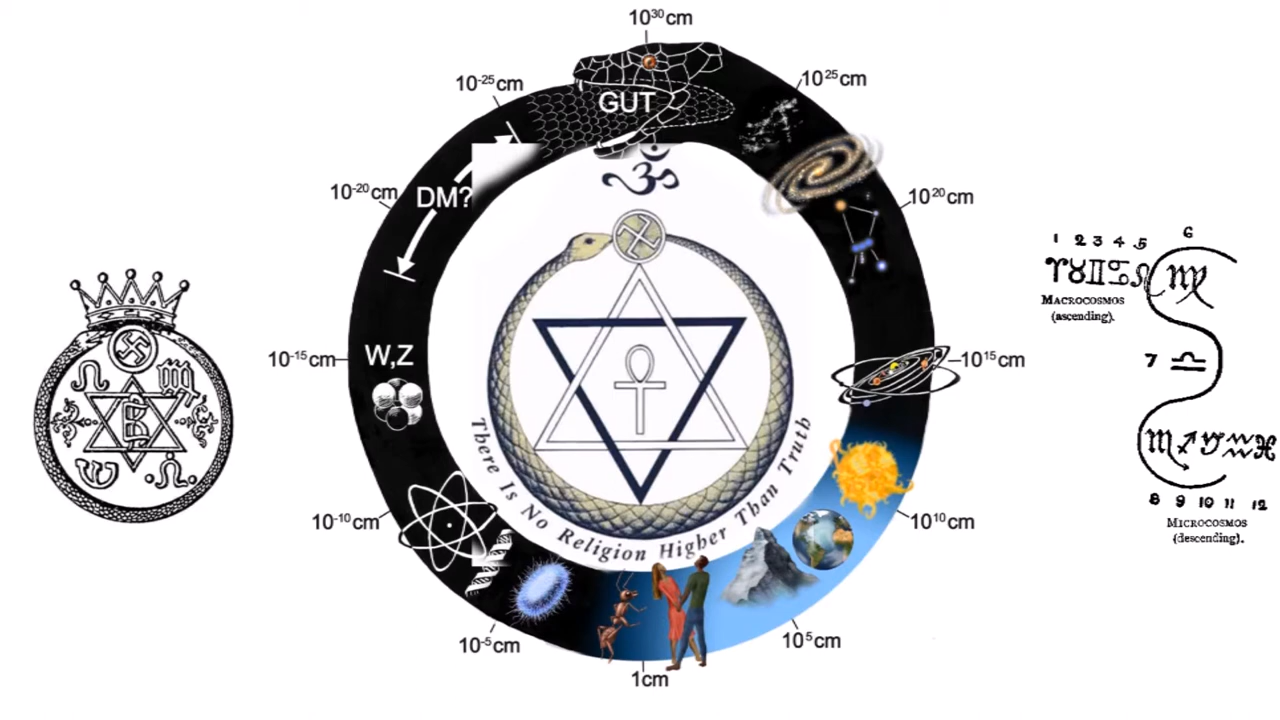 10³⁰cm
10⁻²⁵cm
GUT
10²⁵cm
10⁻²⁰cm
DM?
ॐ
10²⁰cm
1 2 3 4 5
6
♈♉♊♋♌
♍
MACROCOSMOS
(ascending).
10⁻¹⁵cm
W,Z
10¹⁵cm
7 ♎
There Is No Religion Higher Than Truth
♏♐♑♒♓
8 9 10 11 12
MICROCOSMOS
(descending).
10⁻¹⁰cm
10¹⁰cm
10⁻⁵cm
10⁵cm
1cm